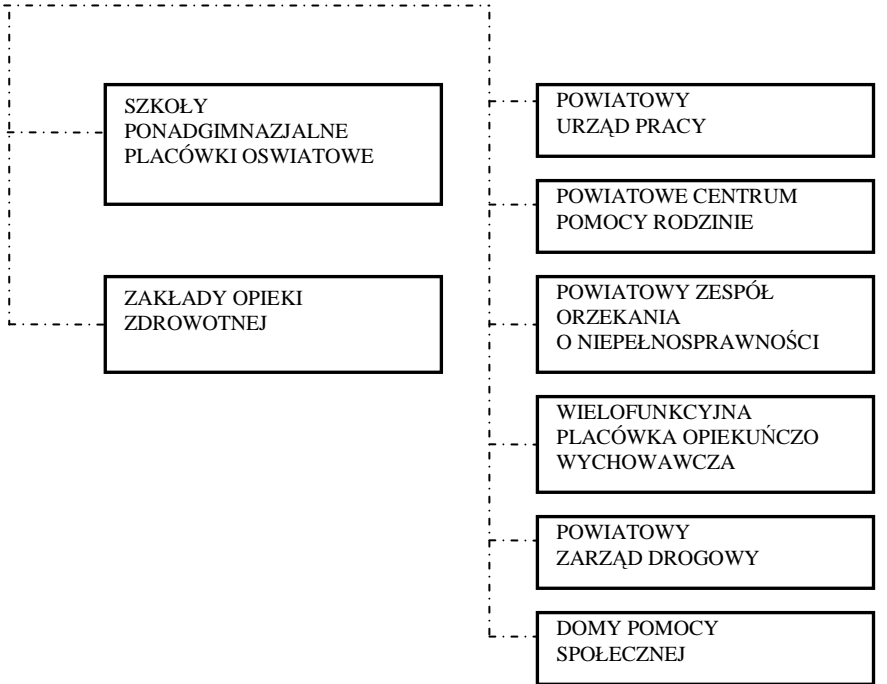 SZKOŁY
PONADGIMNAZJALNE
PLACÓWKI OSWIATOWE
ZAKŁADY OPIEKI
ZDROWOTNEJ
POWIATOWY
URZĄD PRACY
POWIATOWE CENTRUM
POMOCY RODZINIE
POWIATOWY ZESPÓŁ
ORZEKANIA
O NIEPEŁNOSPRAWNOŚCI
WIELOFUNKCYJNA
PLACÓWKA OPIEKUŃCZO
WYCHOWAWCZA
POWIATOWY
ZARZĄD DROGOWY
DOMY POMOCY
SPOŁECZNEJ